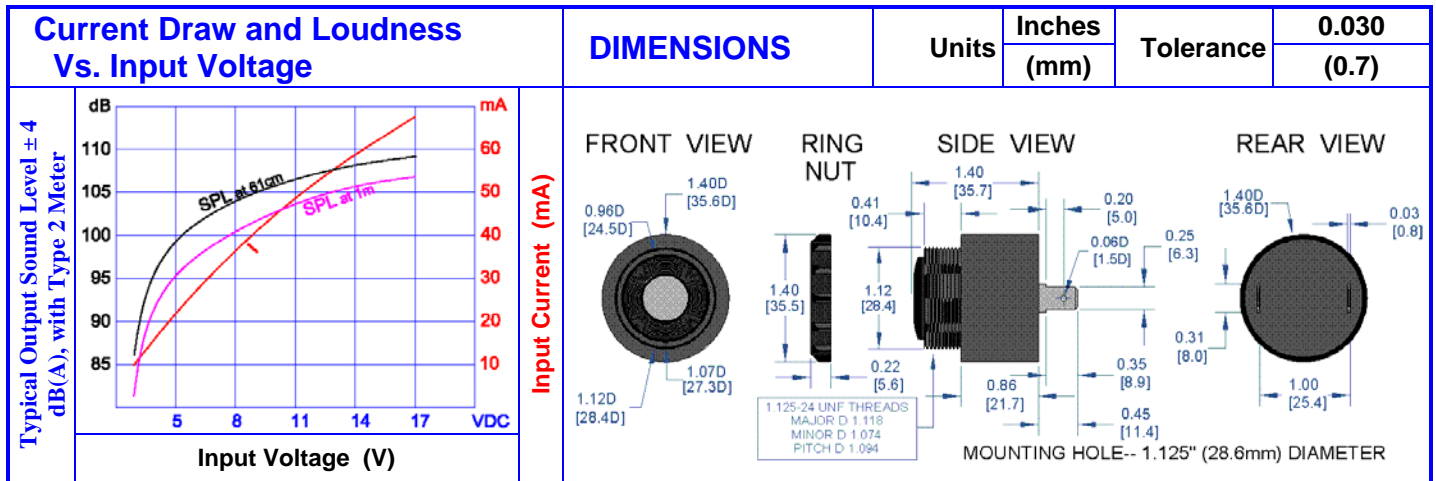 Current Draw and Loudness
Vs. Input Voltage
DIMENSIONS
Units
Inches
(mm)
Tolerance
0.030
(0.7)
Typical Output Sound Level ± 4
dB(A), with Type 2 Meter
dB
110
105
100
95
90
85
SPL at 61cm
SPL at 1m
I
mA
60
50
40
30
20
10
5 8 11 14 17 VDC
Input Voltage (V)
Input Current (mA)
FRONT VIEW
1.40D
[35.6D]
0.96D
[24.5D]
1.07D
[27.3D]
1.12D
[28.4D]
RING
NUT
1.40
[35.5]
0.22
[5.6]
SIDE VIEW
1.40
[35.7]
0.41
[10.4]
0.20
[5.0]
0.06D
[1.5D]
0.25
[6.3]
1.12
[28.4]
0.86
[21.7]
0.35
[8.9]
0.45
[11.4]
1.125-24 UNF THREADS
MAJOR D 1.118
MINOR D 1.074
PITCH D 1.094
REAR VIEW
1.40D
[35.6D]
0.03
[0.8]
0.31
[8.0]
1.00
[25.4]
MOUNTING HOLE-- 1.125" (28.6mm) DIAMETER